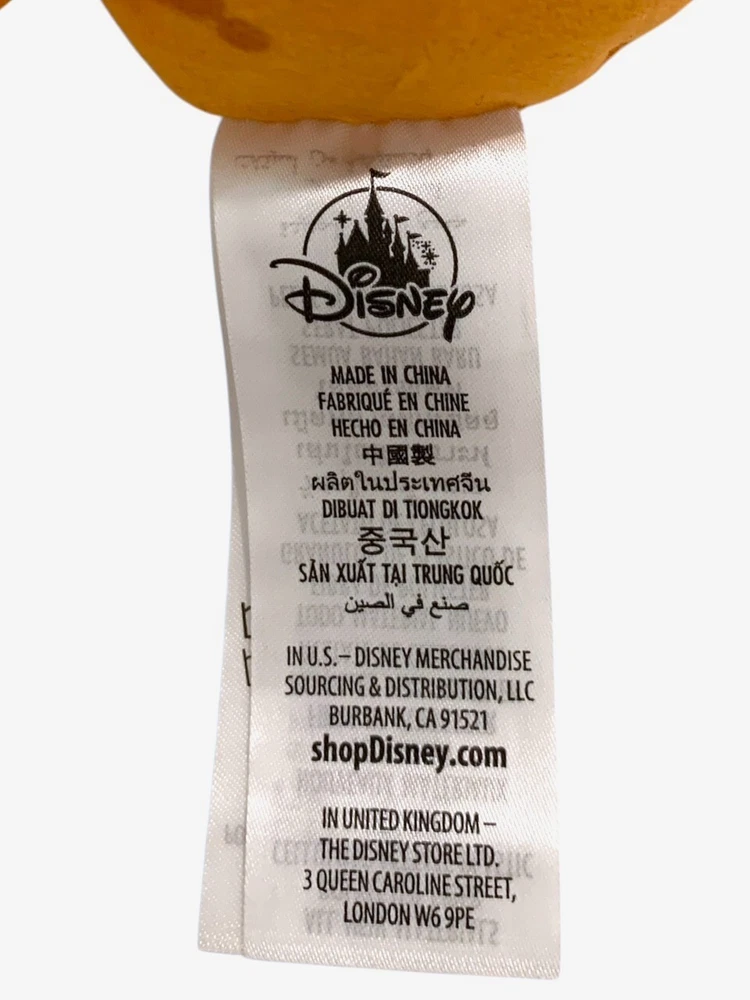 DISNEY
MADE IN CHINA
FABRIQUÉ EN CHINE
HECHO EN CHINA
中國製
ผลิตในประเทศจีน
DIBUAT DI TIONGKOK
중국산
SẢN XUẤT TẠI TRUNG QUỐC
صنع في الصين
IN U.S.– DISNEY MERCHANDISE
SOURCING & DISTRIBUTION, LLC
BURBANK, CA 91521
shopDisney.com
IN UNITED KINGDOM –
THE DISNEY STORE LTD.
3 QUEEN CAROLINE STREET,
LONDON W6 9PE